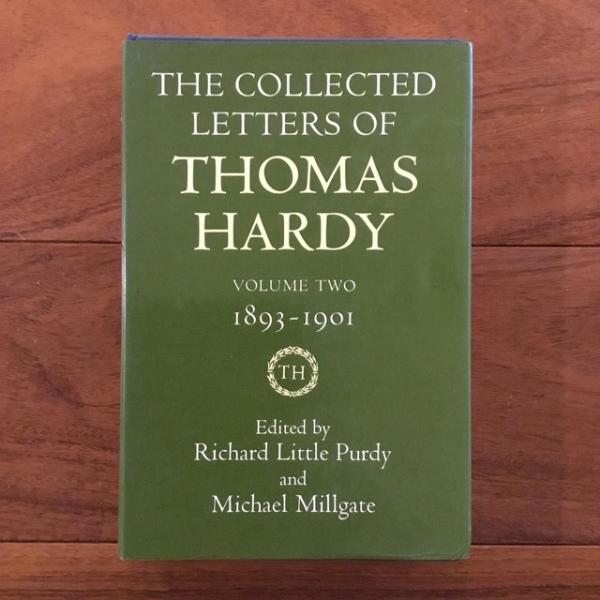 THE COLLECTED
LETTERS OF
THOMAS
HARDY
VOLUME TWO
1893-1901
TH
Edited by
Richard Little Purdy
and
Michael Millgate